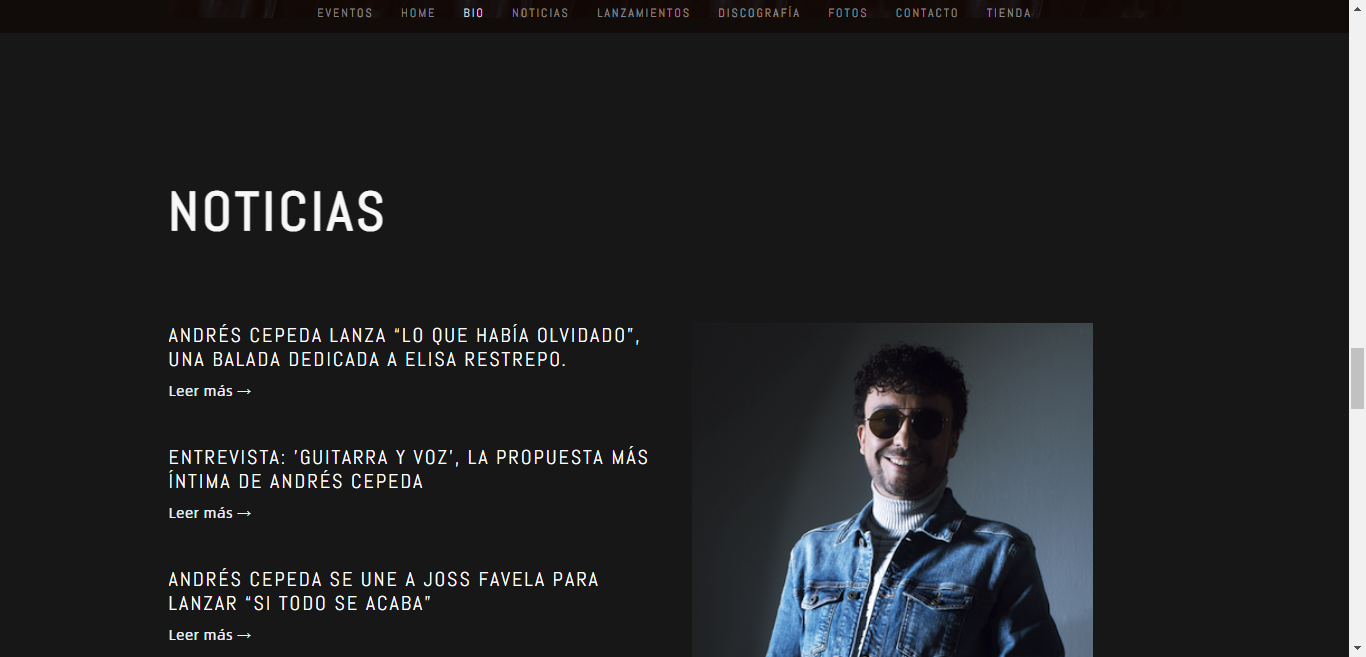 EVENTOS HOME BIO NOTICIAS LANZAMIENTOS DISCOGRAFÍA FOTOS CONTACTO TIENDA
NOTICIAS
ANDRÉS CEPEDA LANZA “LO QUE HABÍA OLVIDADO”,
UNA BALADA DEDICADA A ELISA RESTREPO.
Leer más →
ENTREVISTA: 'GUITARRA Y VOZ', LA PROPUESTA MÁS
ÍNTIMA DE ANDRÉS CEPEDA
Leer más →
ANDRÉS CEPEDA SE UNE A JOSS FAVELA PARA
LANZAR “SI TODO SE ACABA”
Leer más →